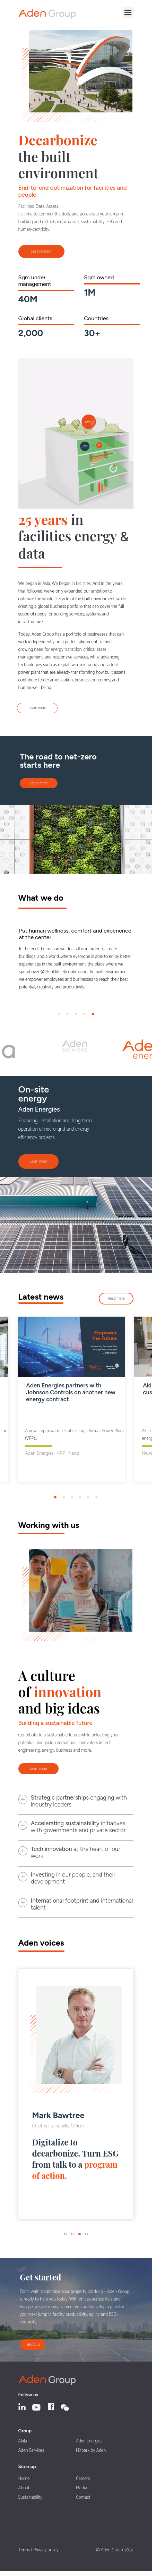 Aden Group
Decarbonize
the built
environment
End-to-end optimization for facilities and
people
Facilities. Data. Assets.
It's time to connect the dots, and accelerate your jump in
building and district performance, sustainability, ESG and
human centricity.
Sqm under
management
40M
Sqm owned
1M
Global clients
2,000
Countries
30+
25 years in
facilities energy &
data
We began in Asia. We began in facilities. And in the years
that followed, we've only expanded our ambition to
optimize the whole lifecycle of the built environment, while
creating a global business portfolio that can cover the full
scope of needs for building services, systems and
infrastructure.
Today, Aden Group has a portfolio of businesses that can
work independently or in perfect alignment to meet
growing need for energy transition, critical asset
management, and responsive services, while advancing
technologies such as digital twin, microgrid and virtual
power plant that are already transforming how built assets
contribute to decarbonization, business outcomes, and
human well-being.
Learn more
The road to net-zero
starts here
Learn more
What we do
Put human wellness, comfort and experience
at the center
In the end, the reason we do it all is in order to create
buildings, and a world, where everyone is able to enjoy better
experiences in the built environment, the place where we
spend over 90% of life. By optimizing the built environment,
we empower employees and businesses to reach their best
potential, creativity and productivity.
Aden
SERVICES
Ade
ener
On-site
energy
Aden Energies
Financing, installation and long-term
operation of micro-grid and energy
efficiency projects.
Learn more
Latest news
Read more
Empower
the Future
Aden Energies partners with
Johnson Controls on another new
energy contract
A new step towards establishing a Virtual Power Plant
(VPP).
Aden Energies VPP News
for
Aki
cus
Akila
energ
News
Working with us
A culture
of innovation
and big ideas
Building a sustainable future
Contribute to a sustainable future while unlocking your
potential alongside international innovators in tech,
engineering, energy, business and more.
Learn more
Strategic partnerships engaging with
industry leaders
Accelerating sustainability initiatives
with governments and private sector
Tech innovation at the heart of our
work
Investing in our people, and their
development
International footprint and international
talent
Aden voices
Mark Bawtree
Chief Sustainability Officer
Digitalize to
decarbonize. Turn ESG
from talk to a program
of action.
Get started
Don't wait to optimize your property portfolio – Aden Group
is ready to help you today. With offices across Asia and
Europe, we are ready to meet you and develop a plan for
your next jump in facility productivity, agility and ESG-
centricity.
Talk to us
Aden Group
Follow us
Group
Akila
Aden Energies
Aden Services
NXpark by Aden
Sitemap
Home
Careers
About
Media
Sustainability
Contact
Terms | Privacy policy
© Aden Group 2024